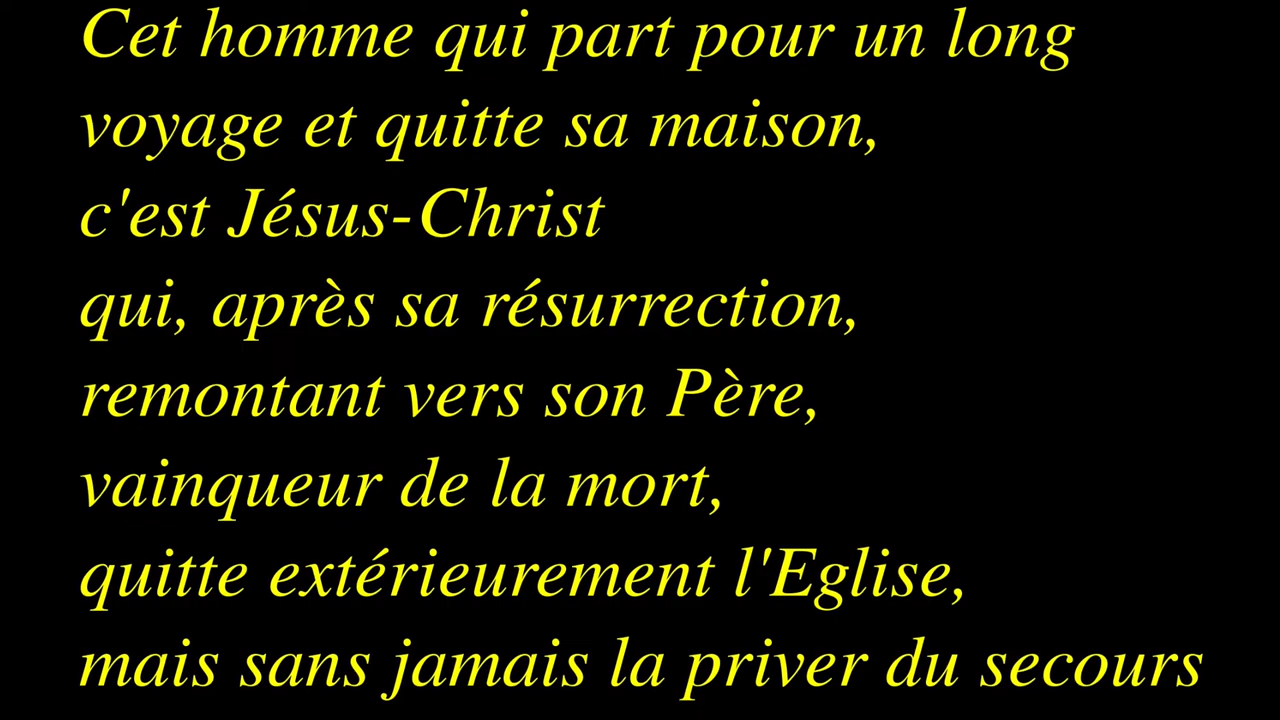 Cet homme qui part pour un long
voyage et quitte sa maison,
c'est Jésus-Christ
qui, après sa résurrection,
remontant vers son Père,
vainqueur de la mort,
quitte extérieurement l'Eglise,
mais sans jamais la priver du secours